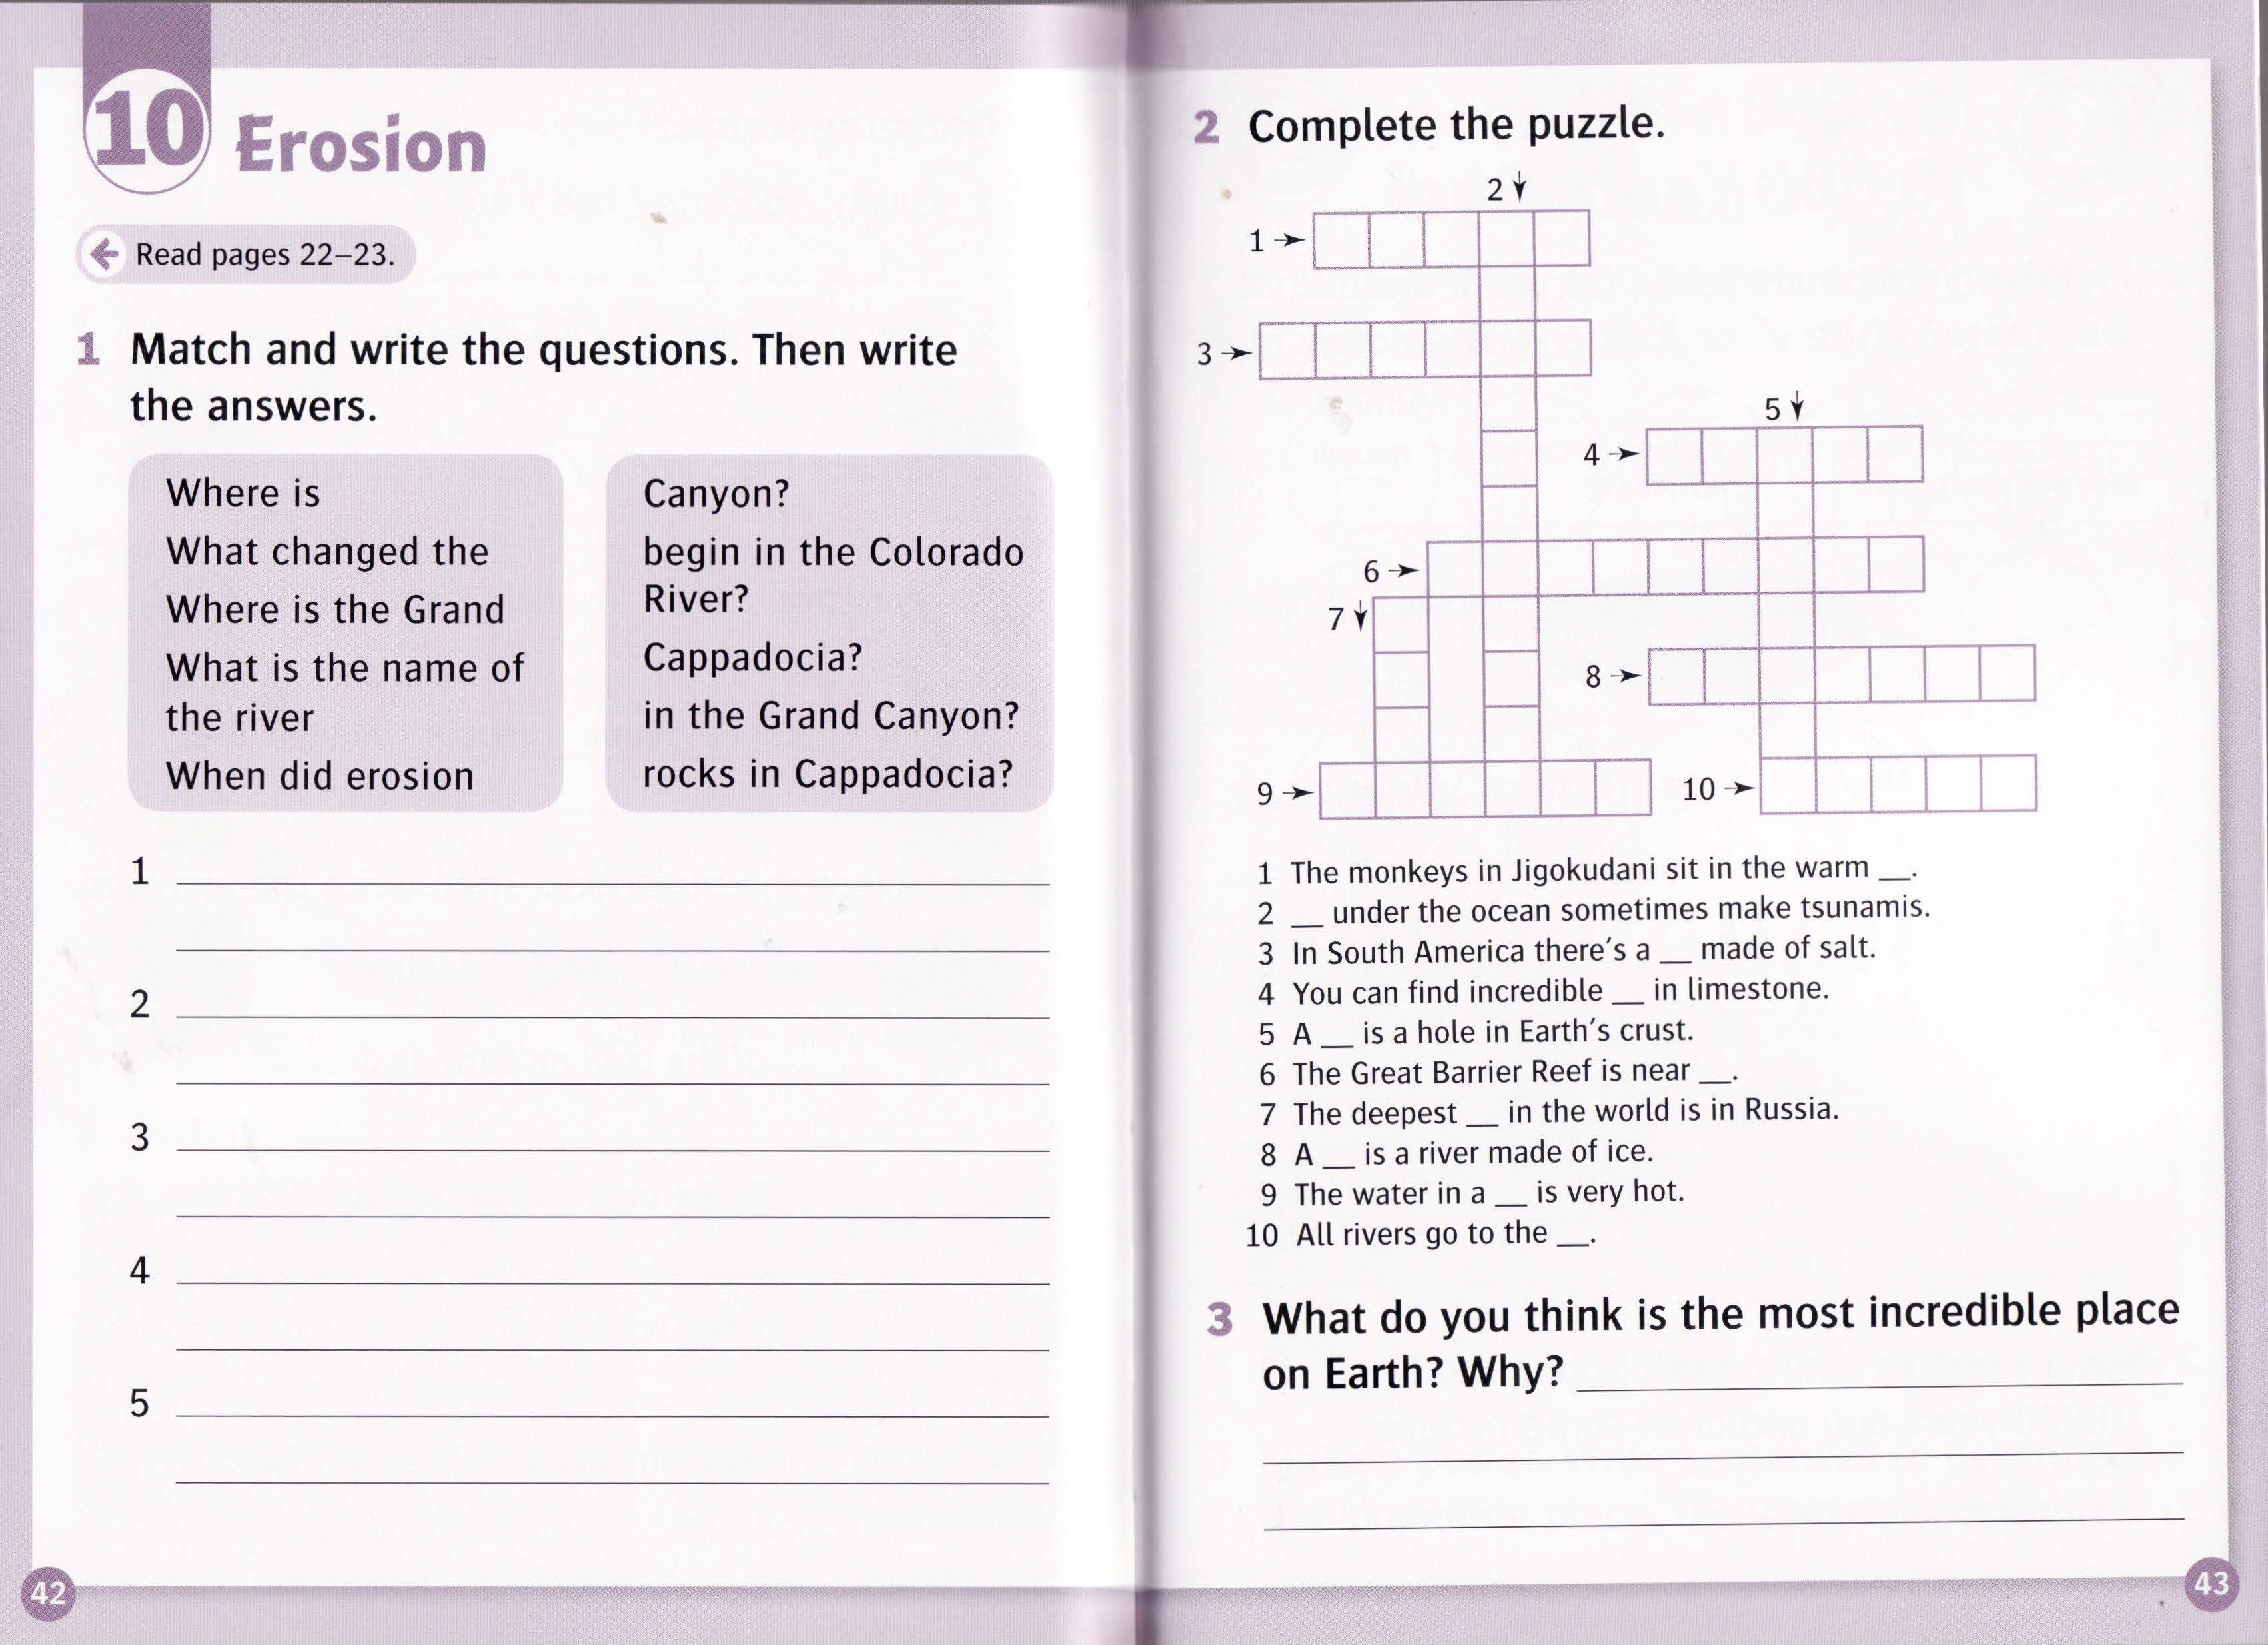 10 Erosion
Read pages 22–23.
1 Match and write the questions. Then write
the answers.
Where is
What changed the
Where is the Grand
What is the name of
the river
When did erosion
Canyon?
begin in the Colorado
River?
Cappadocia?
in the Grand Canyon?
rocks in Cappadocia?
1
2
3
4
5
42
2 Complete the puzzle.
2
1
3
5
4
6
7
8
9
10
1 The monkeys in Jigokudani sit in the warm __.
2 __ under the ocean sometimes make tsunamis.
3 In South America there's a __ made of salt.
4 You can find incredible __ in limestone.
5 A __ is a hole in Earth's crust.
6 The Great Barrier Reef is near __.
7 The deepest __ in the world is in Russia.
8 A __ is a river made of ice.
9 The water in a __ is very hot.
10 All rivers go to the __.
3 What do you think is the most incredible place
on Earth? Why?
43